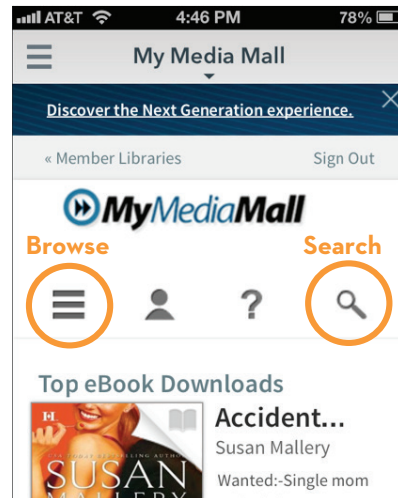 AT&T 4:46 PM 78%
My Media Mall
Discover the Next Generation experience.
« Member Libraries Sign Out
MyMediaMall
Browse Search
?
Top eBook Downloads
Accident...
Susan Mallery
Wanted:-Single mom
H
SUSAN
MALLERY